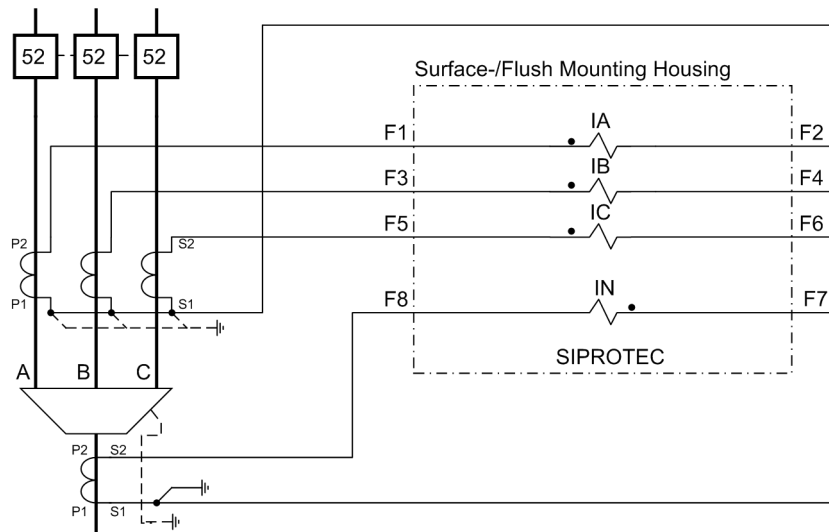 52 52 52
Surface-/Flush Mounting Housing
F1 IA F2
F3 IB F4
F5 IC F6
P2 S2
P1 S1
F8 IN F7
SIPROTEC
A B C
P2 S2
P1 S1